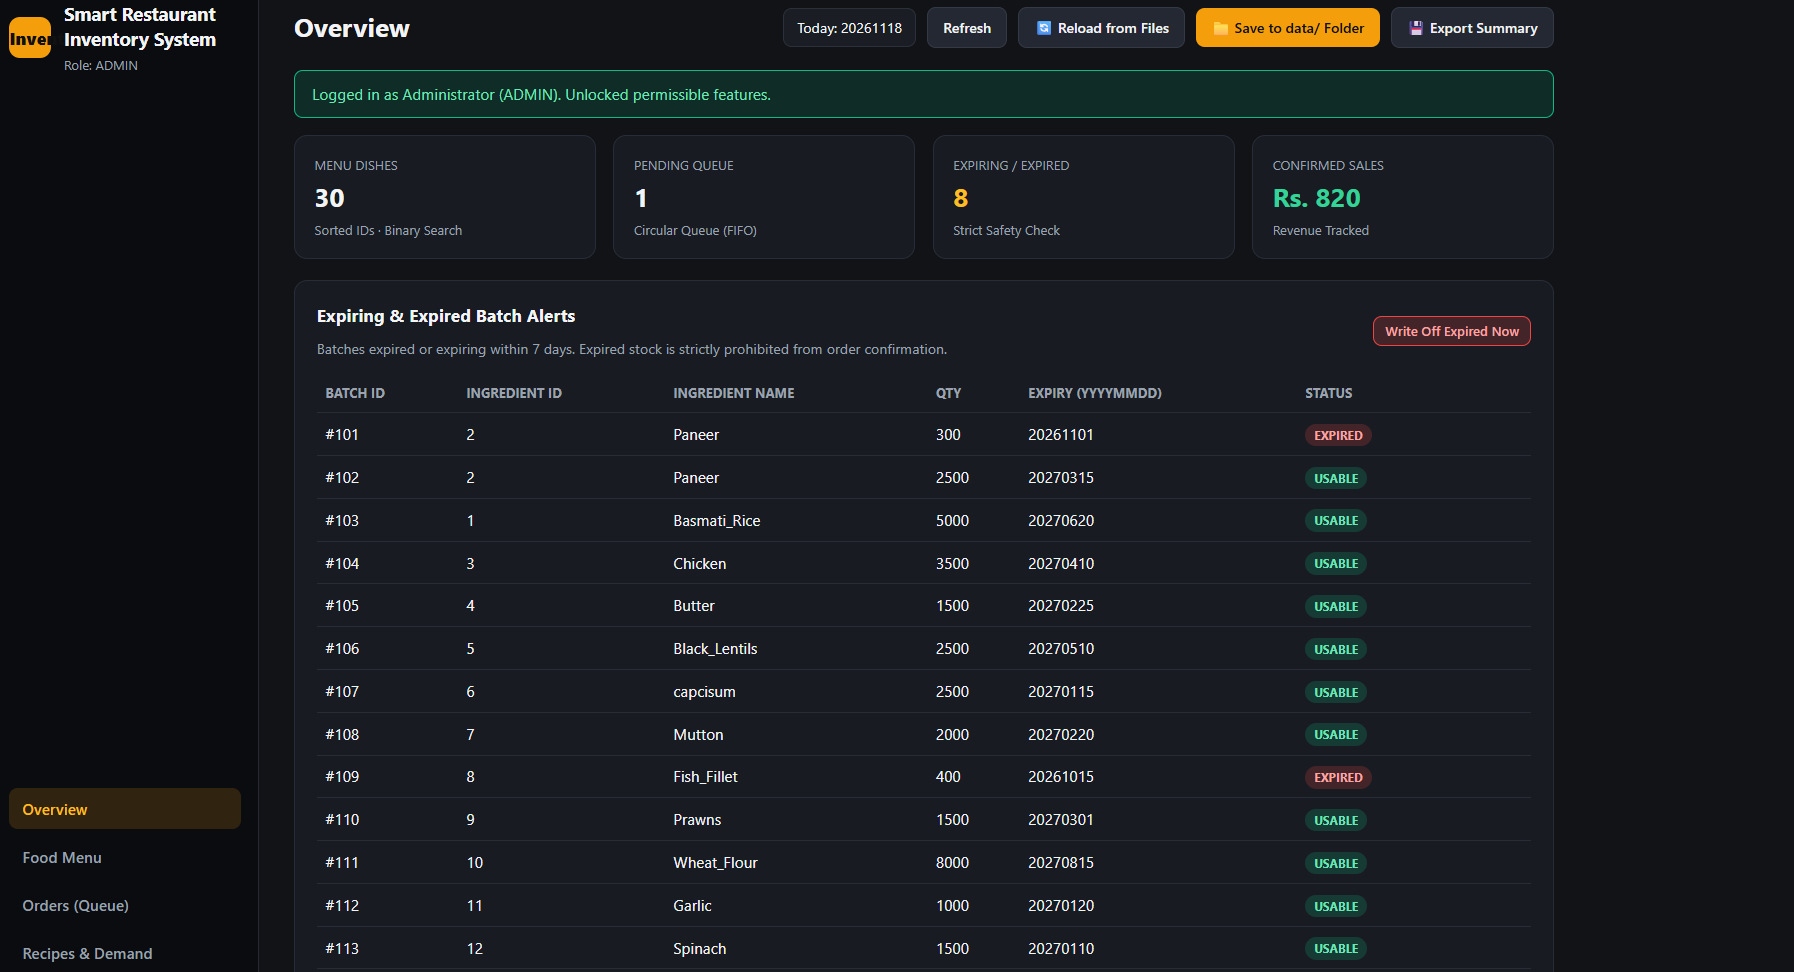 Inver
Smart Restaurant
Inventory System
Role: ADMIN
Overview
Food Menu
Orders (Queue)
Recipes & Demand
Overview
Today: 20261118
Refresh
Reload from Files
Save to data/ Folder
Export Summary
Logged in as Administrator (ADMIN). Unlocked permissible features.
MENU DISHES
30
Sorted IDs · Binary Search
PENDING QUEUE
1
Circular Queue (FIFO)
EXPIRING / EXPIRED
8
Strict Safety Check
CONFIRMED SALES
Rs. 820
Revenue Tracked
Expiring & Expired Batch Alerts
Batches expired or expiring within 7 days. Expired stock is strictly prohibited from order confirmation.
Write Off Expired Now
BATCH ID INGREDIENT ID INGREDIENT NAME QTY EXPIRY (YYYYMMDD) STATUS
#101 2 Paneer 300 20261101 EXPIRED
#102 2 Paneer 2500 20270315 USABLE
#103 1 Basmati_Rice 5000 20270620 USABLE
#104 3 Chicken 3500 20270410 USABLE
#105 4 Butter 1500 20270225 USABLE
#106 5 Black_Lentils 2500 20270510 USABLE
#107 6 capcisum 2500 20270115 USABLE
#108 7 Mutton 2000 20270220 USABLE
#109 8 Fish_Fillet 400 20261015 EXPIRED
#110 9 Prawns 1500 20270301 USABLE
#111 10 Wheat_Flour 8000 20270815 USABLE
#112 11 Garlic 1000 20270120 USABLE
#113 12 Spinach 1500 20270110 USABLE